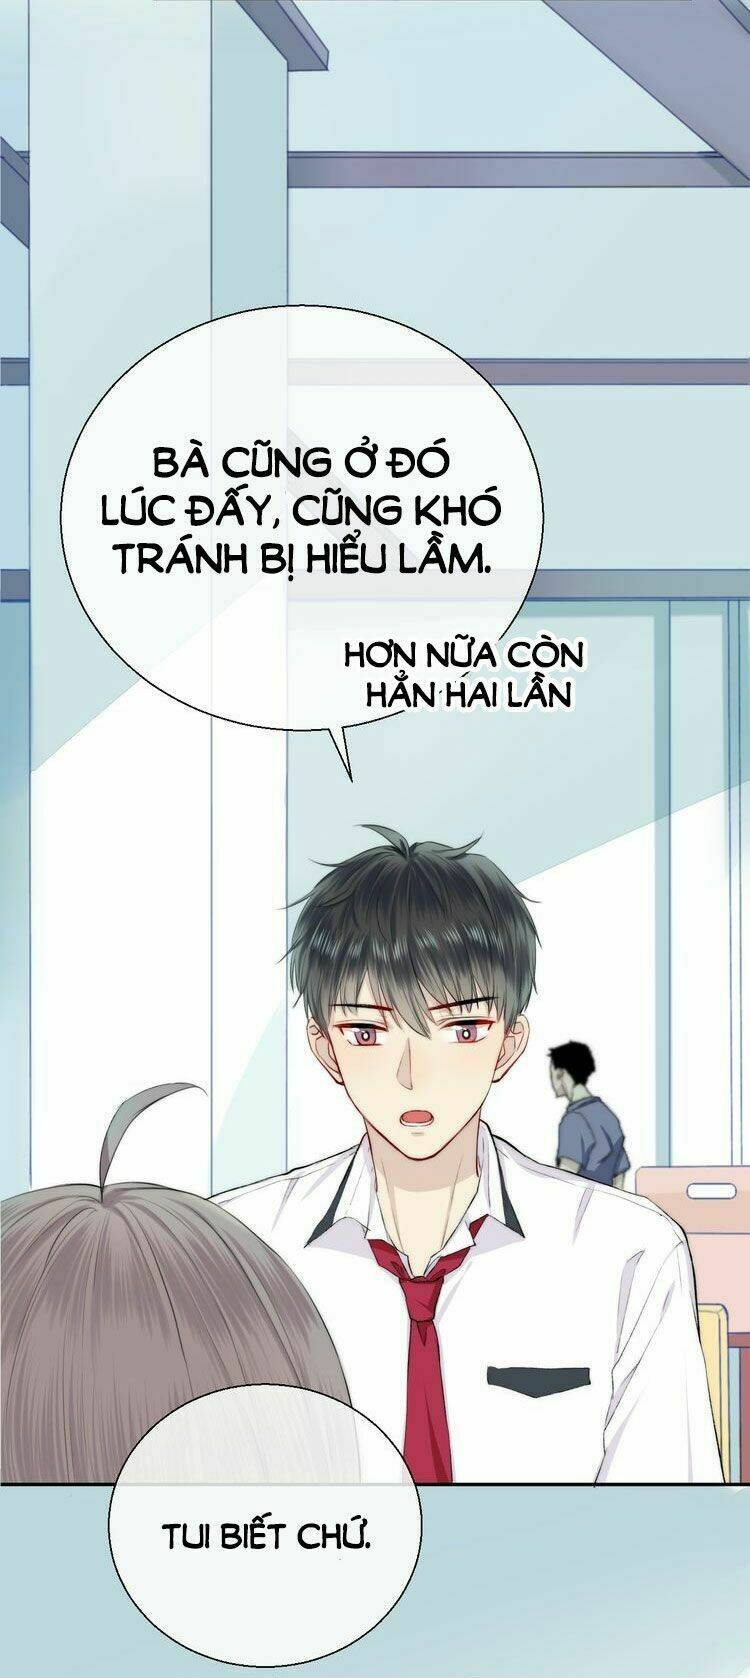 BÀ CŨNG Ở ĐÓ
LÚC ĐẤY, CŨNG KHÓ
TRÁNH BỊ HIỂU LẦM.
HƠN NỮA CÒN
HẲN HAI LẦN
TUI BIẾT CHỨ.